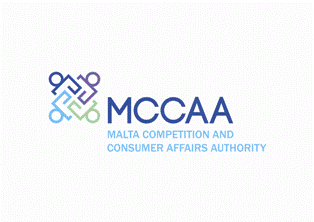 MCCAA
MALTA COMPETITION AND
CONSUMER AFFAIRS AUTHORITY